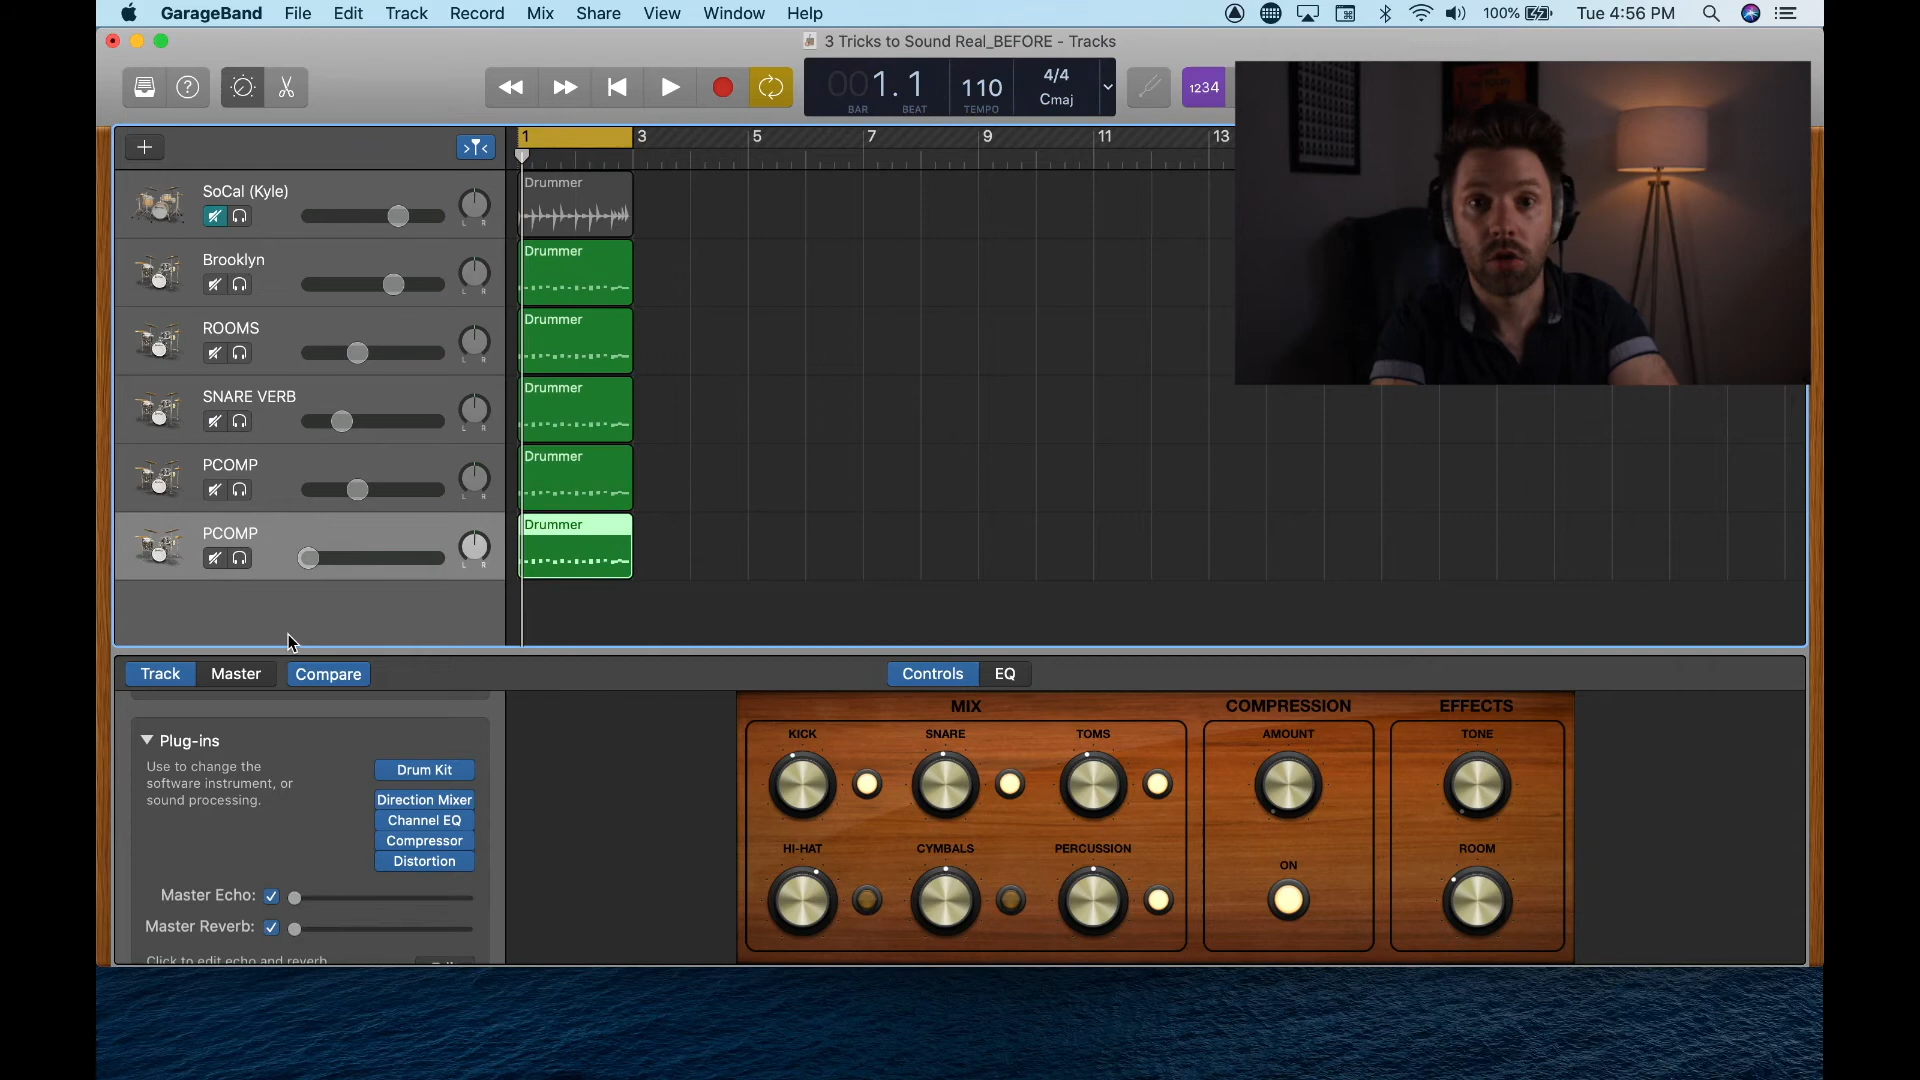 GarageBand File Edit Track Record Mix Share View Window Help 100% Tue 4:56 PM
3 Tricks to Sound Real_BEFORE - Tracks
001.1
BAR BEAT
110
TEMPO
4/4
Cmaj
1234
1 3 5 7 9 11 13
SoCal (Kyle)
L R
Drummer
Brooklyn
L R
Drummer
ROOMS
L R
Drummer
SNARE VERB
L R
Drummer
PCOMP
L R
Drummer
PCOMP
L R
Drummer
Track Master Compare Controls EQ
Plug-ins
Use to change the
software instrument, or
sound processing.
Drum Kit
Direction Mixer
Channel EQ
Compressor
Distortion
Master Echo:
Master Reverb:
Click to edit echo and reverb
MIX COMPRESSION EFFECTS
KICK SNARE TOMS AMOUNT TONE
HI-HAT CYMBALS PERCUSSION ON ROOM